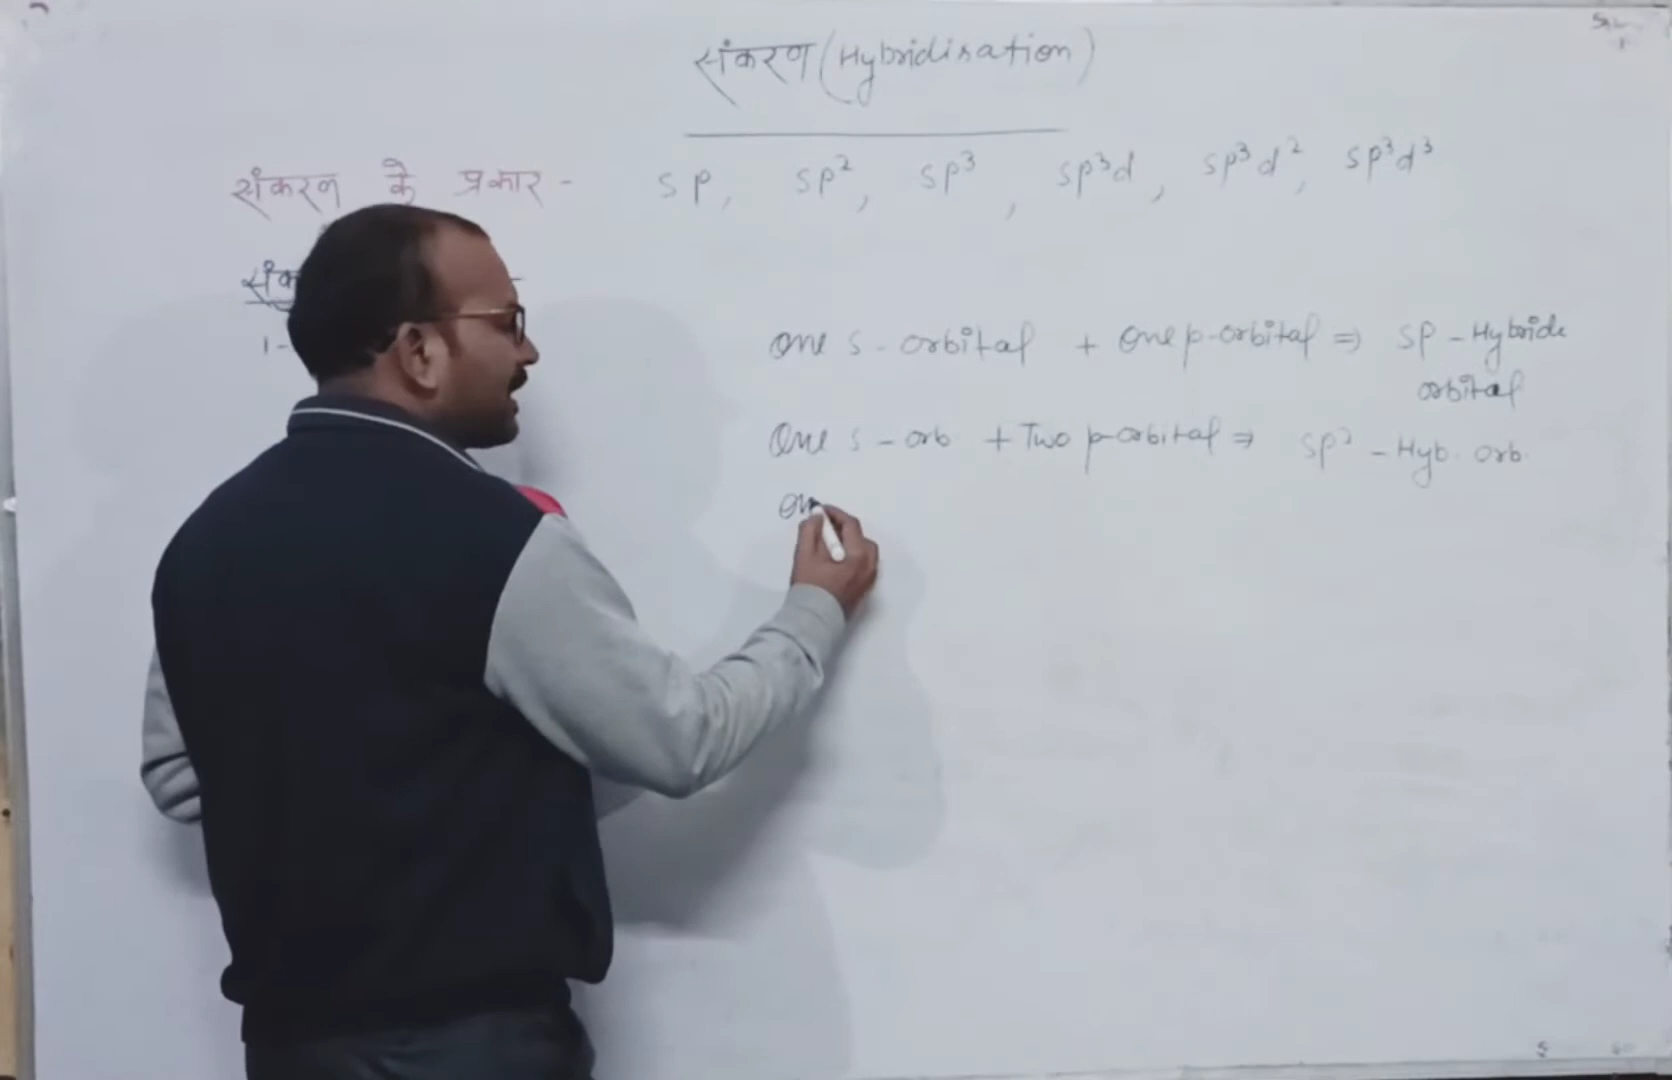 संकरण (Hybridisation)
संकरण के प्रकार - sp, sp², sp³, sp³d, sp³d², sp³d³
1-
One s-orbital + One p-orbital ⇒ sp-Hybride
orbital
One s-orb + Two p-orbital ⇒ sp² - Hyb. orb.
On